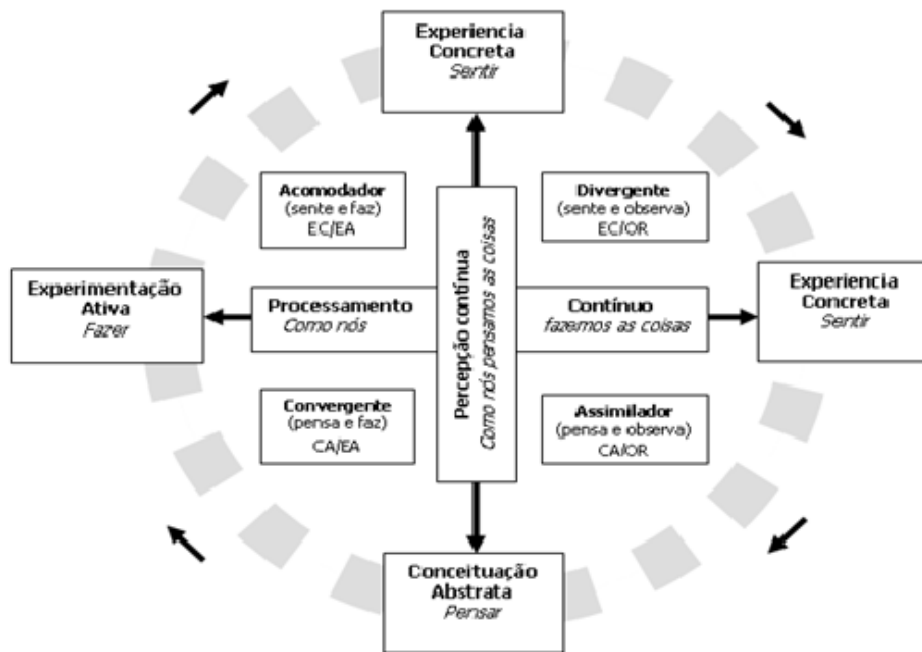 Experiencia
Concreta
Sentir
Acomodador
(sente e faz)
EC/EA
Divergente
(sente e observa)
EC/OR
Experimentação
Ativa
Fazer
Processamento
Como nós
Percepção contínua
Como nós pensamos as coisas
Contínuo
fazemos as coisas
Experiencia
Concreta
Sentir
Convergente
(pensa e faz)
CA/EA
Assimilador
(pensa e observa)
CA/OR
Conceituação
Abstrata
Pensar